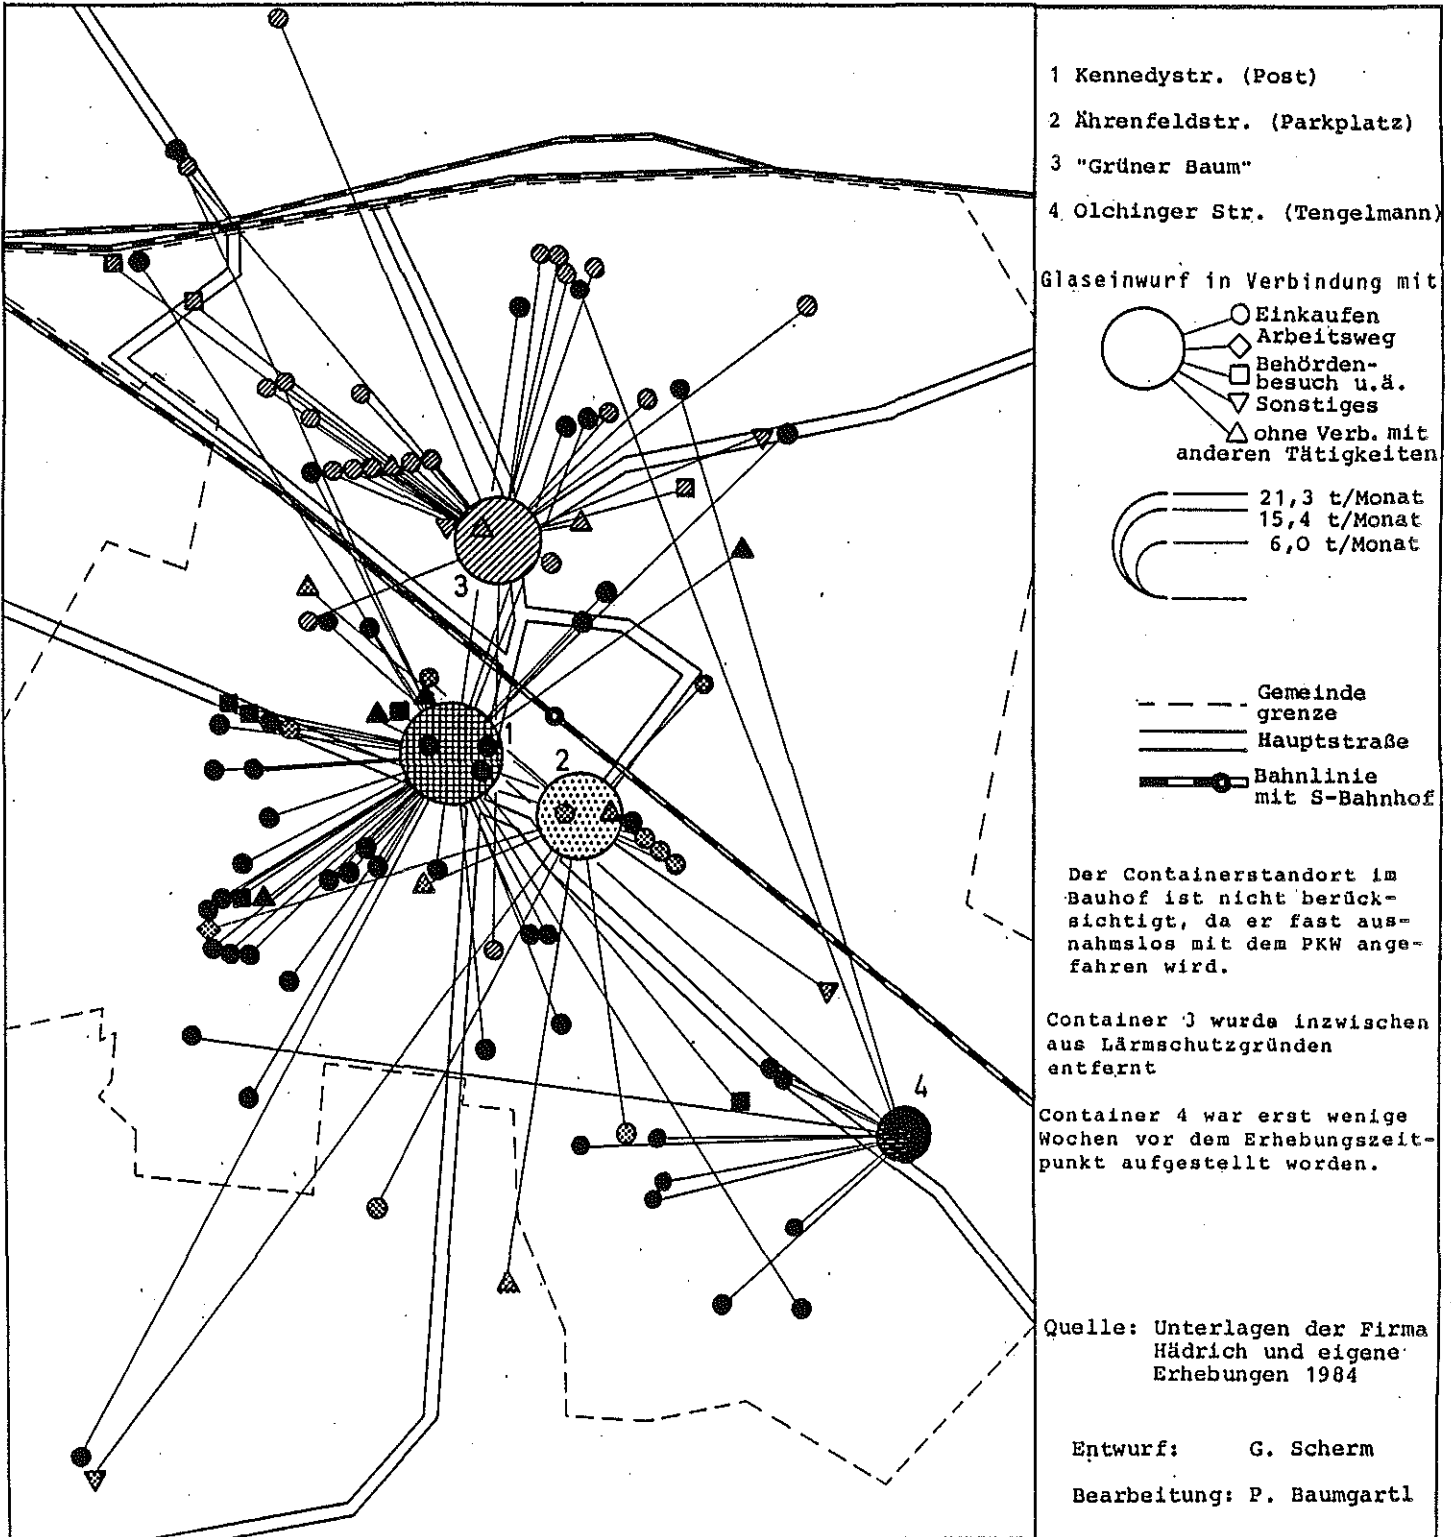 1 Kennedystr. (Post)
2 Ährenfeldstr. (Parkplatz)
3 "Grüner Baum"
4 Olchinger Str. (Tengelmann)
Glaseinwurf in Verbindung mit
Einkaufen
Arbeitsweg
Behörden-
besuch u.ä.
Sonstiges
ohne Verb. mit
anderen Tätigkeiten
21,3 t/Monat
15,4 t/Monat
6,0 t/Monat
Gemeinde
grenze
Hauptstraße
Bahnlinie
mit S-Bahnhof
Der Containerstandort im
Bauhof ist nicht berück-
sichtigt, da er fast aus-
nahmslos mit dem PKW ange-
fahren wird.
Container 3 wurde inzwischen
aus Lärmschutzgründen
entfernt
Container 4 war erst wenige
Wochen vor dem Erhebungszeit-
punkt aufgestellt worden.
Quelle: Unterlagen der Firma
Hädrich und eigene
Erhebungen 1984
Entwurf: G. Scherm
Bearbeitung: P. Baumgartl
3
1
2
4